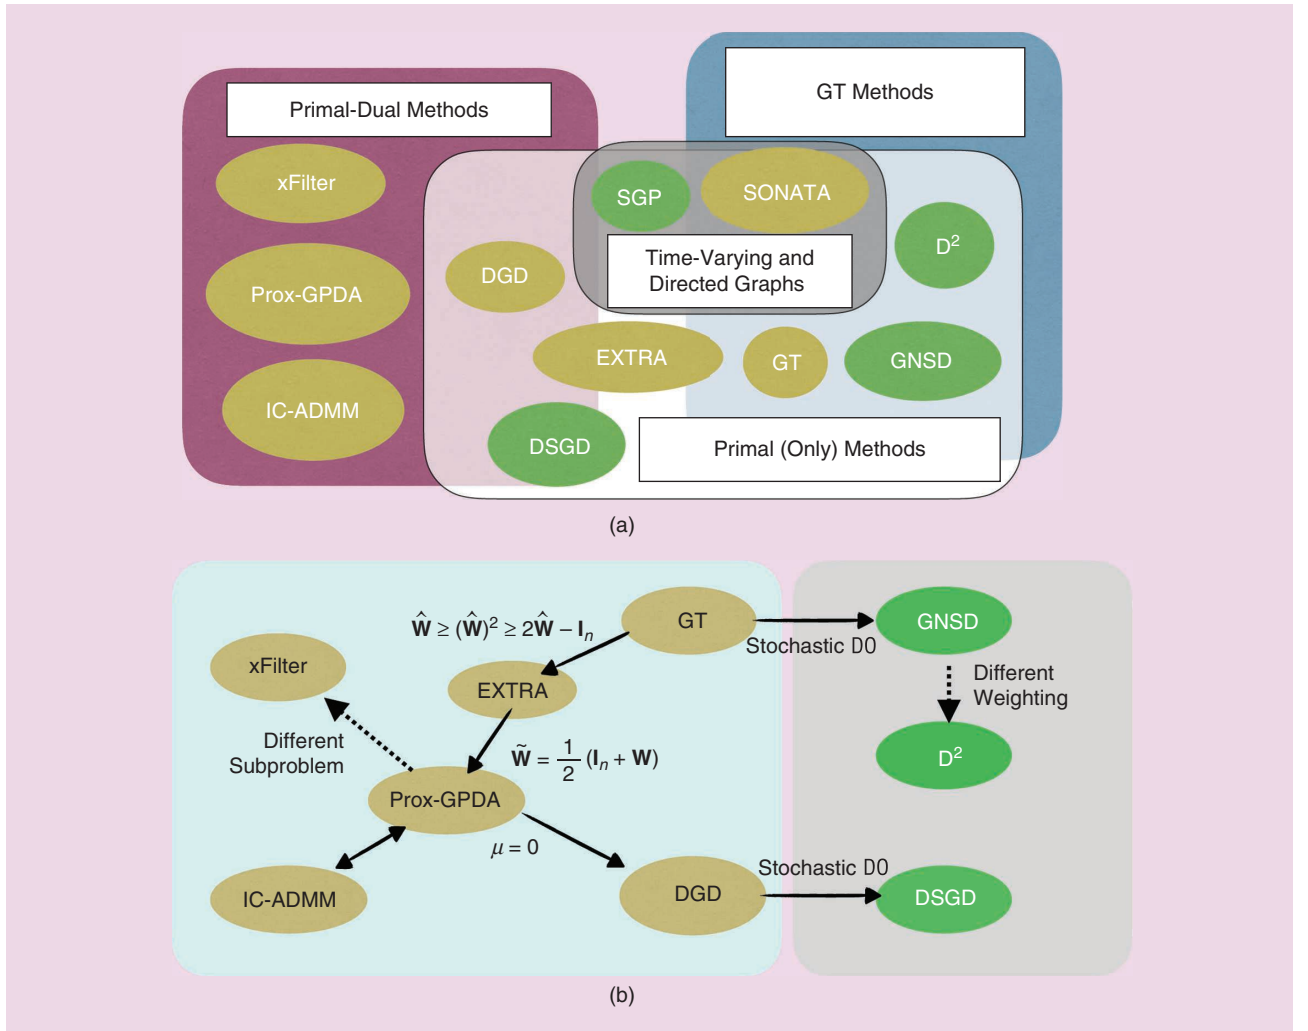 Primal-Dual Methods
GT Methods
xFilter
SGP
SONATA
Prox-GPDA
DGD
Time-Varying and
Directed Graphs
D²
EXTRA
GT
GNSD
IC-ADMM
DSGD
Primal (Only) Methods
(a)
Ŵ ≥ (Ŵ)² ≥ 2Ŵ − Iₙ
GT
Stochastic DO
GNSD
xFilter
EXTRA
Different
Weighting
Different
Subproblem
W̃ = 1/2 (Iₙ + W)
D²
Prox-GPDA
μ = 0
Stochastic DO
IC-ADMM
DGD
DSGD
(b)